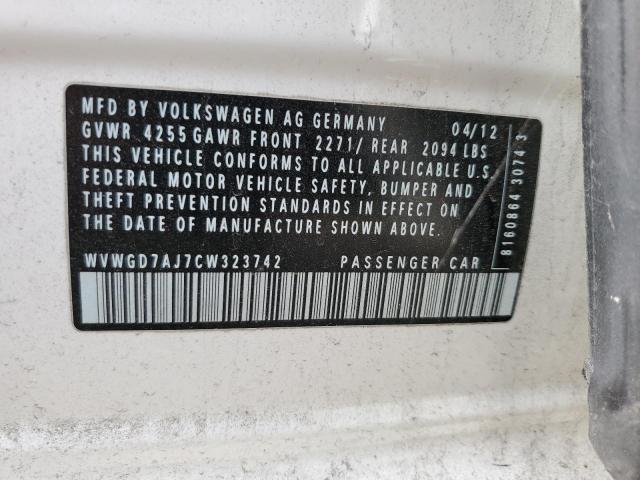 MFD BY VOLKSWAGEN AG GERMANY 04/12
GVWR 4255 GAWR FRONT 2271/ REAR 2094 LBS
THIS VEHICLE CONFORMS TO ALL APPLICABLE U.S.
FEDERAL MOTOR VEHICLE SAFETY, BUMPER AND
THEFT PREVENTION STANDARDS IN EFFECT ON
THE DATE OF MANUFACTURE SHOWN ABOVE.
WVWGD7AJ7CW323742 PASSENGER CAR
8160864 3074 3